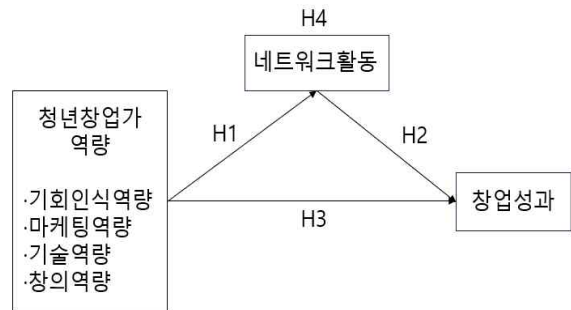 H4
네트워크활동
청년창업가
역량
H1
H2
·기회인식역량
·마케팅역량
·기술역량
·창의역량
창업성과
H3